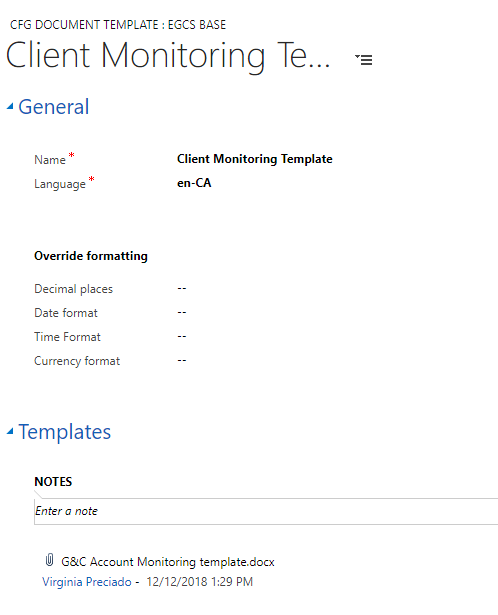 CFG DOCUMENT TEMPLATE : EGCS BASE
Client Monitoring Te...
General
Name * Client Monitoring Template
Language * en-CA
Override formatting
Decimal places --
Date format --
Time Format --
Currency format --
Templates
NOTES
Enter a note
G&C Account Monitoring template.docx
Virginia Preciado - 12/12/2018 1:29 PM